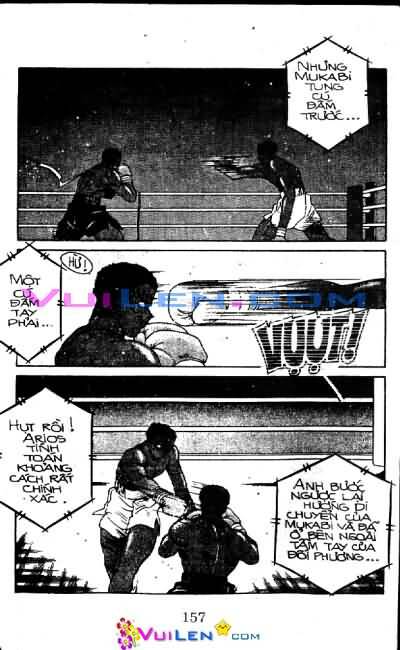 NHƯNG
MUKABI
TUNG
CÚ
ĐẤM
TRƯỚC...
HỪ!
MỘT
CÚ
ĐẤM
TAY
PHẢI...
VUILEN.COM
VỤÚT!
HỤT RỒI!
ARIOS
TÍNH
TOÁN
KHOẢNG
CÁCH RẤT
CHÍNH
XÁC.
ANH BƯỚC
NGƯỢC LẠI
HƯỚNG DI
CHUYỂN CỦA
MUKABI VÀ
Ở BÊN NGOÀI
TẦM TAY CỦA
ĐỐI PHƯƠNG...
157
VUILEN.COM